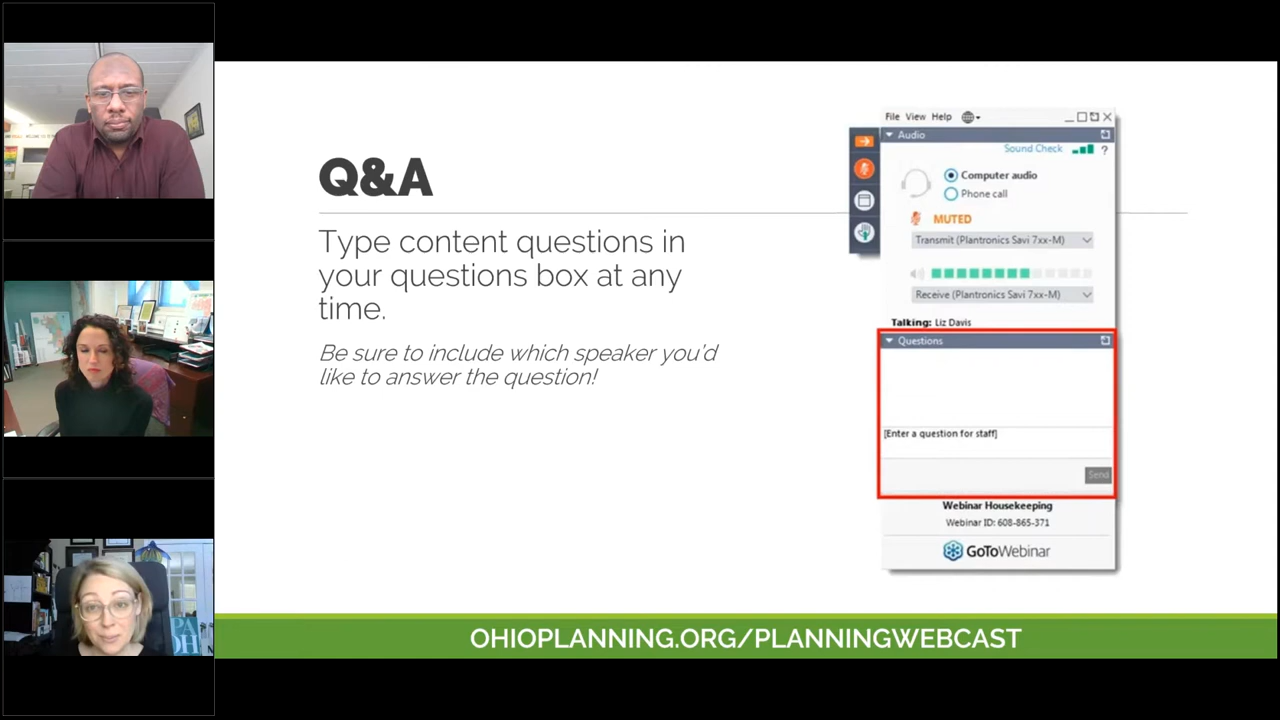 Q&A
Type content questions in
your questions box at any
time.
Be sure to include which speaker you'd
like to answer the question!
File View Help
Audio
Sound Check ?
Computer audio
Phone call
MUTED
Transmit (Plantronics Savi 7xx-M)
Receive (Plantronics Savi 7xx-M)
Talking: Liz Davis
Questions
[Enter a question for staff]
Send
Webinar Housekeeping
Webinar ID: 608-865-371
GoToWebinar
OHIOPLANNING.ORG/PLANNINGWEBCAST
PA
OH